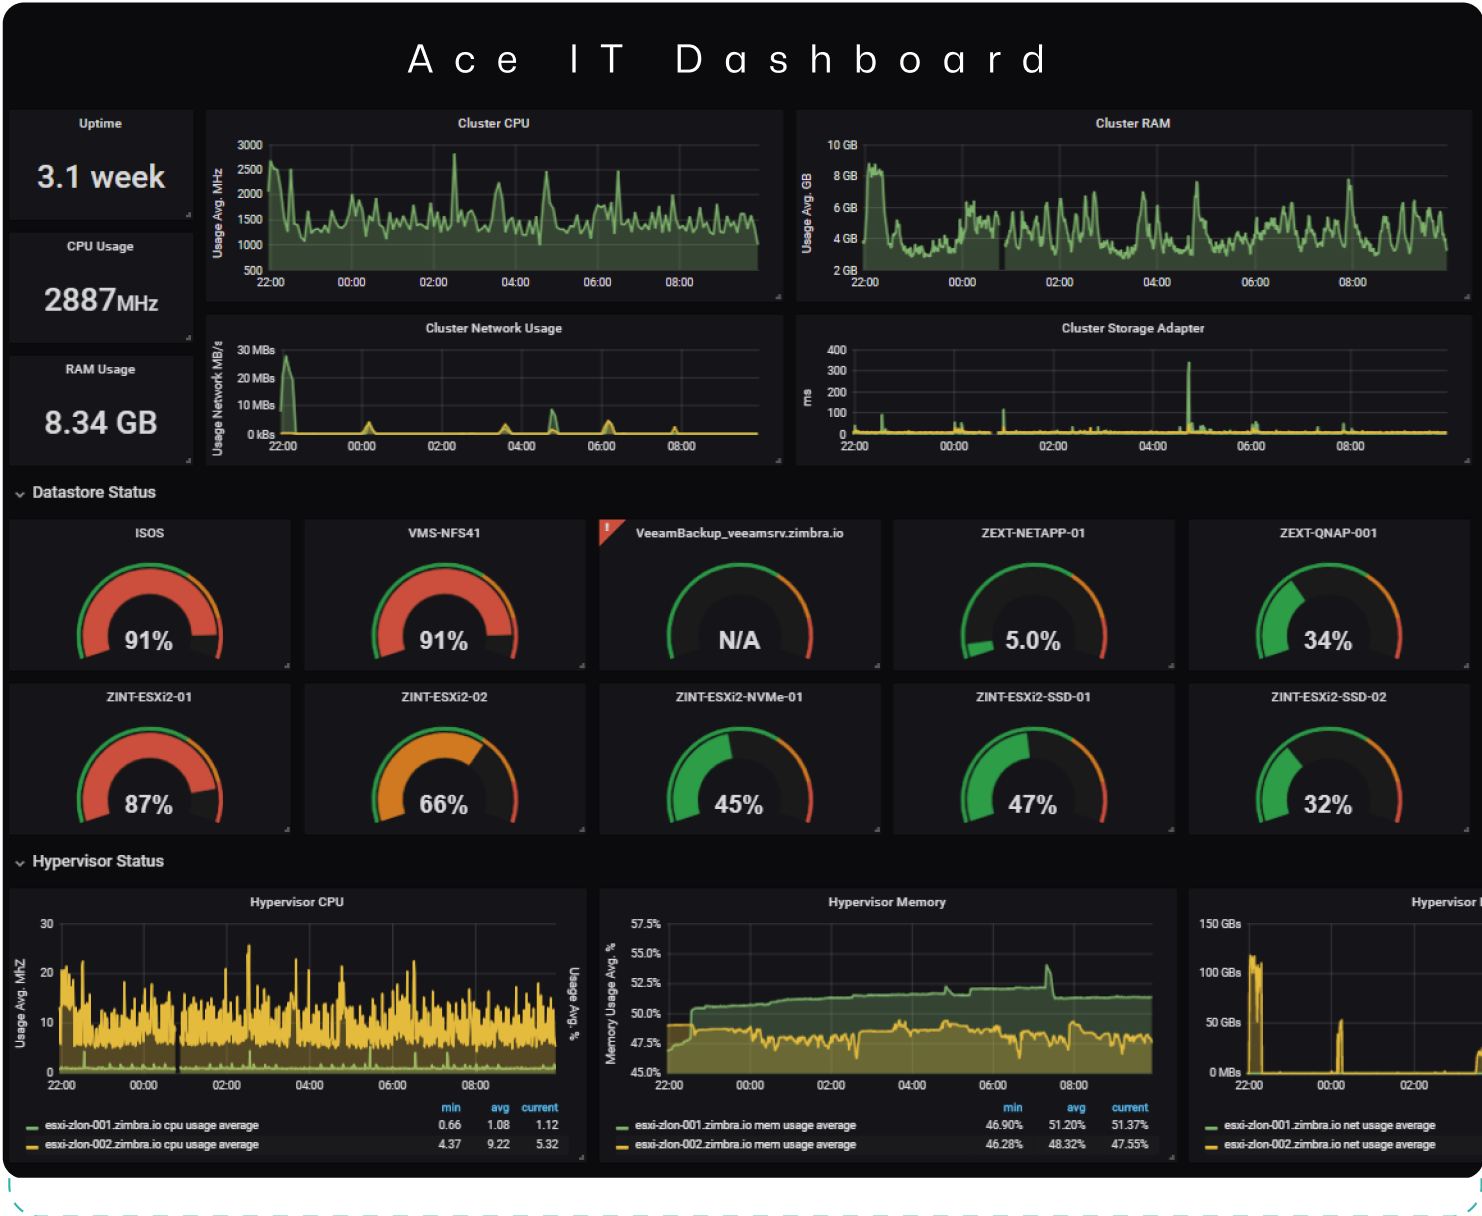 Ace IT Dashboard
Uptime
3.1 week
CPU Usage
2887MHz
RAM Usage
8.34 GB
Cluster CPU
Usage Avg. MHz
3000
2500
2000
1500
1000
500
22:00 00:00 02:00 04:00 06:00 08:00
Cluster RAM
Usage Avg. GB
10 GB
8 GB
6 GB
4 GB
2 GB
22:00 00:00 02:00 04:00 06:00 08:00
Cluster Network Usage
Usage Network MB/s
30 MBs
20 MBs
10 MBs
0 kBs
22:00 00:00 02:00 04:00 06:00 08:00
Cluster Storage Adapter
ms
400
300
200
100
0
22:00 00:00 02:00 04:00 06:00 08:00
Datastore Status
ISOS
91%
VMS-NFS41
91%
!
VeeamBackup_veeamsrv.zimbra.io
N/A
ZEXT-NETAPP-01
5.0%
ZEXT-QNAP-001
34%
ZINT-ESXi2-01
87%
ZINT-ESXi2-02
66%
ZINT-ESXi2-NVMe-01
45%
ZINT-ESXi2-SSD-01
47%
ZINT-ESXi2-SSD-02
32%
Hypervisor Status
Hypervisor CPU
Usage Avg. MhZ
30
20
10
0
Usage Avg. %
22:00 00:00 02:00 04:00 06:00 08:00
min avg current
esxi-zlon-001.zimbra.io cpu usage average 0.66 1.08 1.12
esxi-zlon-002.zimbra.io cpu usage average 4.37 9.22 5.32
Hypervisor Memory
Memory Usage Avg. %
57.5%
55.0%
52.5%
50.0%
47.5%
45.0%
22:00 00:00 02:00 04:00 06:00 08:00
min avg current
esxi-zlon-001.zimbra.io mem usage average 46.90% 51.20% 51.37%
esxi-zlon-002.zimbra.io mem usage average 46.28% 48.32% 47.55%
Hypervisor
150 GBs
100 GBs
50 GBs
0 MBs
22:00 00:00 02:00
esxi-zlon-001.zimbra.io net usage average
esxi-zlon-002.zimbra.io net usage average